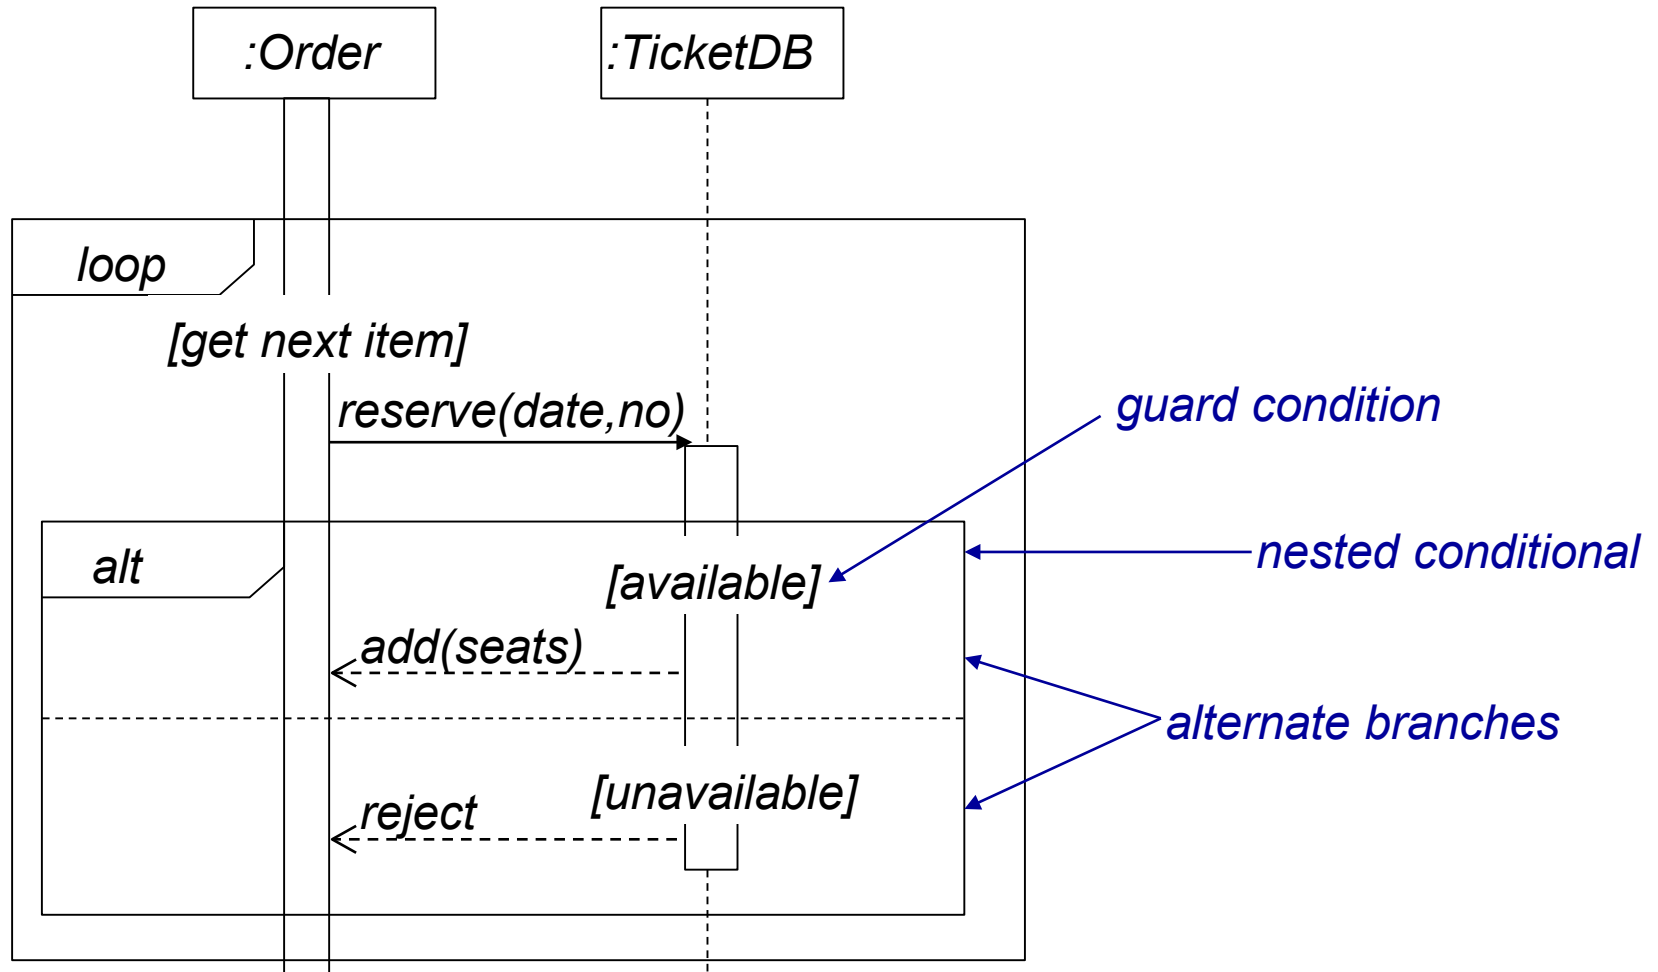 :Order
:TicketDB
loop
[get next item]
reserve(date,no)
guard condition
nested conditional
alt
[available]
add(seats)
alternate branches
[unavailable]
reject